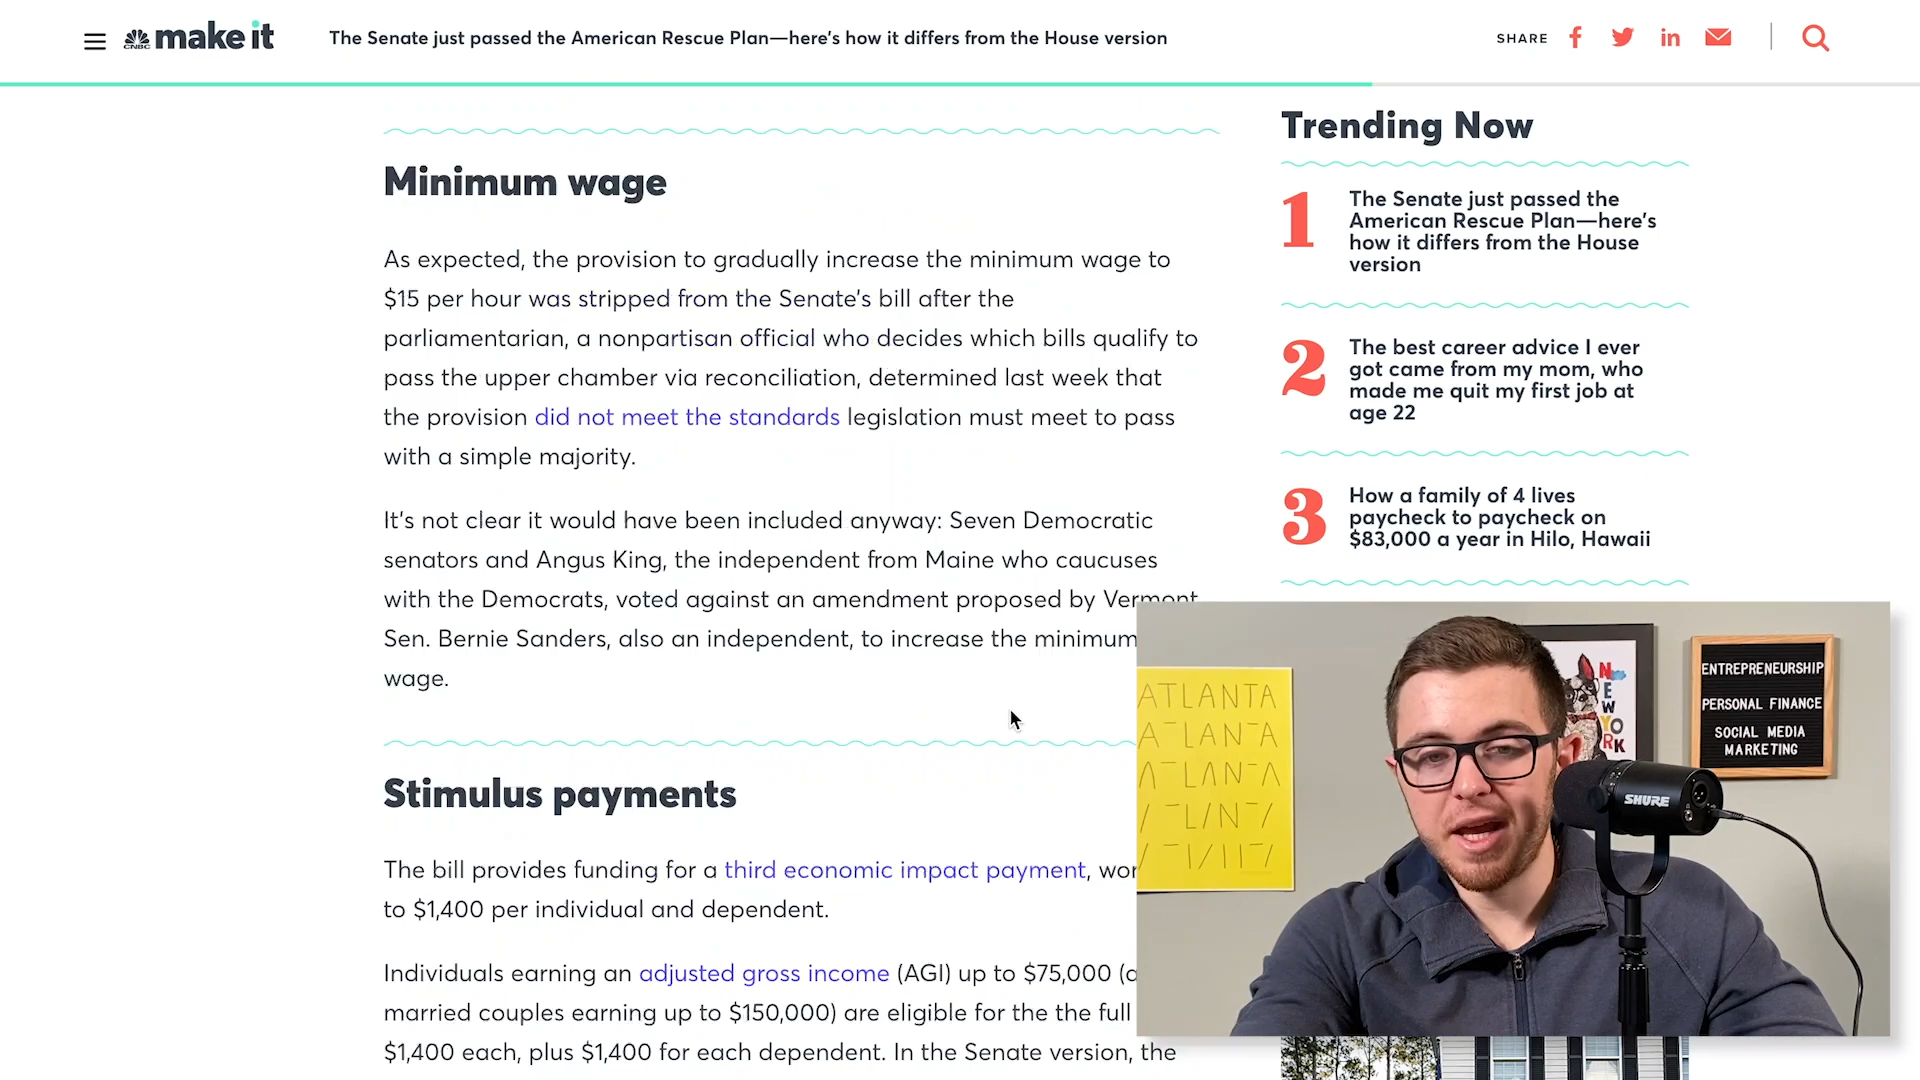 CNBC make it
The Senate just passed the American Rescue Plan—here's how it differs from the House version
SHARE
Minimum wage
As expected, the provision to gradually increase the minimum wage to
$15 per hour was stripped from the Senate's bill after the
parliamentarian, a nonpartisan official who decides which bills qualify to
pass the upper chamber via reconciliation, determined last week that
the provision did not meet the standards legislation must meet to pass
with a simple majority.
It's not clear it would have been included anyway: Seven Democratic
senators and Angus King, the independent from Maine who caucuses
with the Democrats, voted against an amendment proposed by Vermont
Sen. Bernie Sanders, also an independent, to increase the minimum
wage.
Stimulus payments
The bill provides funding for a third economic impact payment, wor
to $1,400 per individual and dependent.
Individuals earning an adjusted gross income (AGI) up to $75,000 (a
married couples earning up to $150,000) are eligible for the the full
$1,400 each, plus $1,400 for each dependent. In the Senate version, the
Trending Now
1
The Senate just passed the
American Rescue Plan—here's
how it differs from the House
version
2
The best career advice I ever
got came from my mom, who
made me quit my first job at
age 22
3
How a family of 4 lives
paycheck to paycheck on
$83,000 a year in Hilo, Hawaii
ATLANTA
NEW YORK
ENTREPRENEURSHIP
PERSONAL FINANCE
SOCIAL MEDIA
MARKETING
SHURE